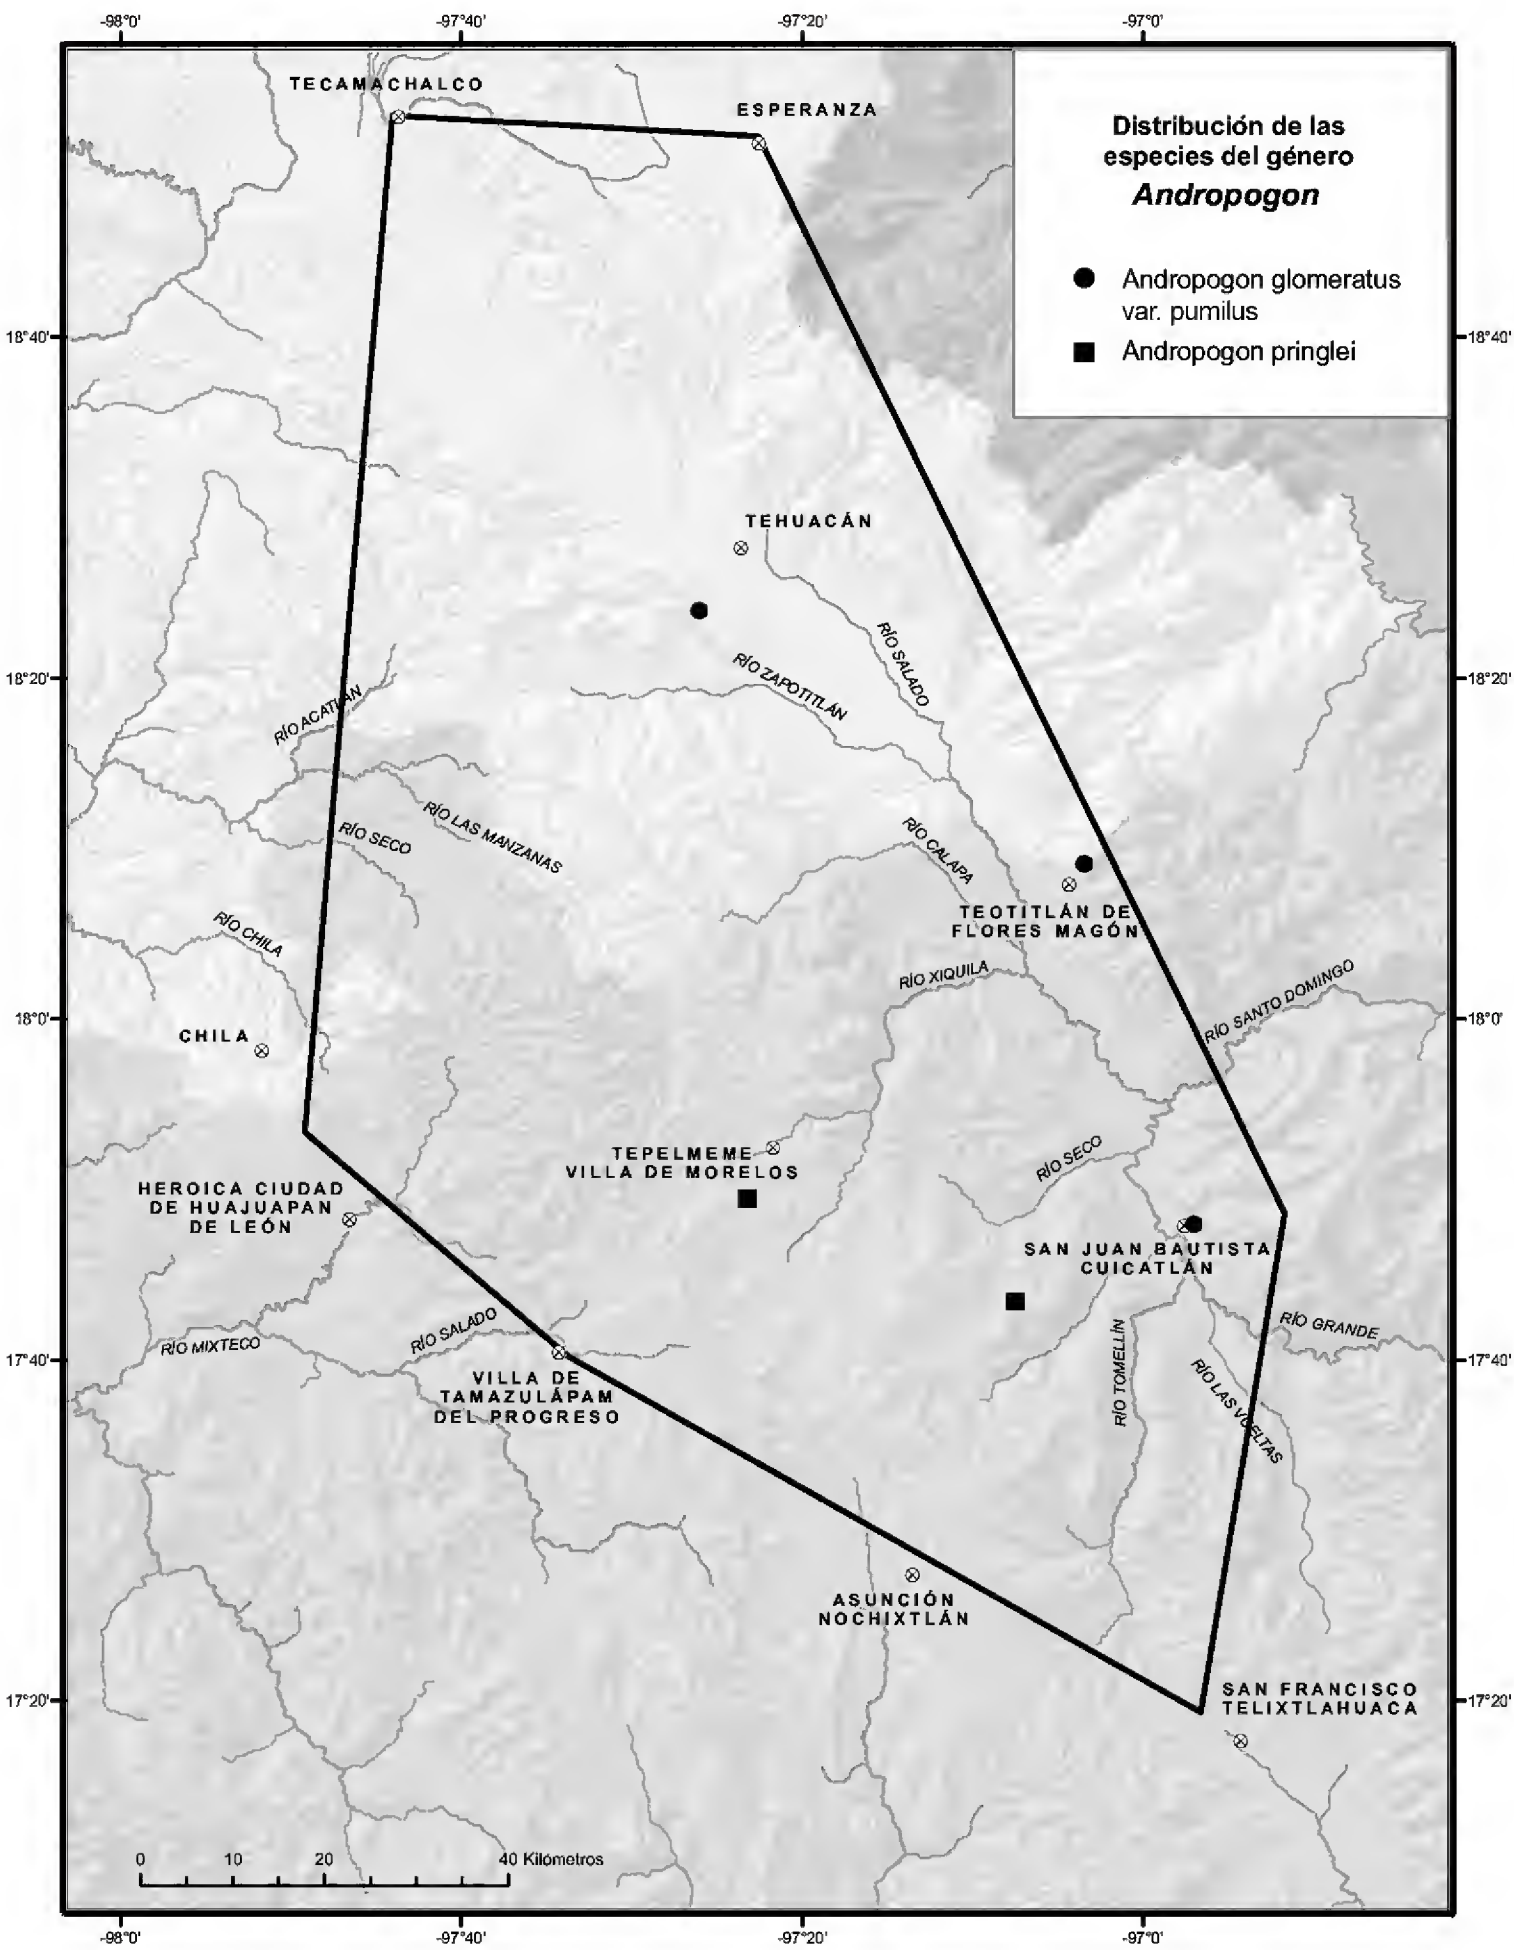 -98°0'
-97°40'
-97°20'
-97°0'
TECAMACHALCO
ESPERANZA
Distribución de las
especies del género
Andropogon
Andropogon glomeratus
var. pumilus
Andropogon pringlei
18°40'
18°40'
TEHUACÁN
RÍO SALADO
RÍO ZAPOTITLÁN
18°20'
18°20'
RÍO ACATLÁN
RÍO LAS MANZANAS
RÍO SECO
RÍO CALAPA
TEOTITLÁN DE
FLORES MAGÓN
RÍO CHILA
RÍO XIQUILA
RÍO SANTO DOMINGO
18°0'
18°0'
CHILA
TEPELMEME
VILLA DE MORELOS
RÍO SECO
HEROICA CIUDAD
DE HUAJUAPAN
DE LEÓN
SAN JUAN BAUTISTA
CUICATLÁN
RÍO SALADO
RÍO MIXTECO
RÍO GRANDE
17°40'
17°40'
RÍO TOMELLÍN
RÍO LAS VUELTAS
VILLA DE
TAMAZULÁPAM
DEL PROGRESO
ASUNCIÓN
NOCHIXTLÁN
SAN FRANCISCO
TELIXTLAHUACA
17°20'
17°20'
0 10 20 40 Kilómetros
-98°0'
-97°40'
-97°20'
-97°0'